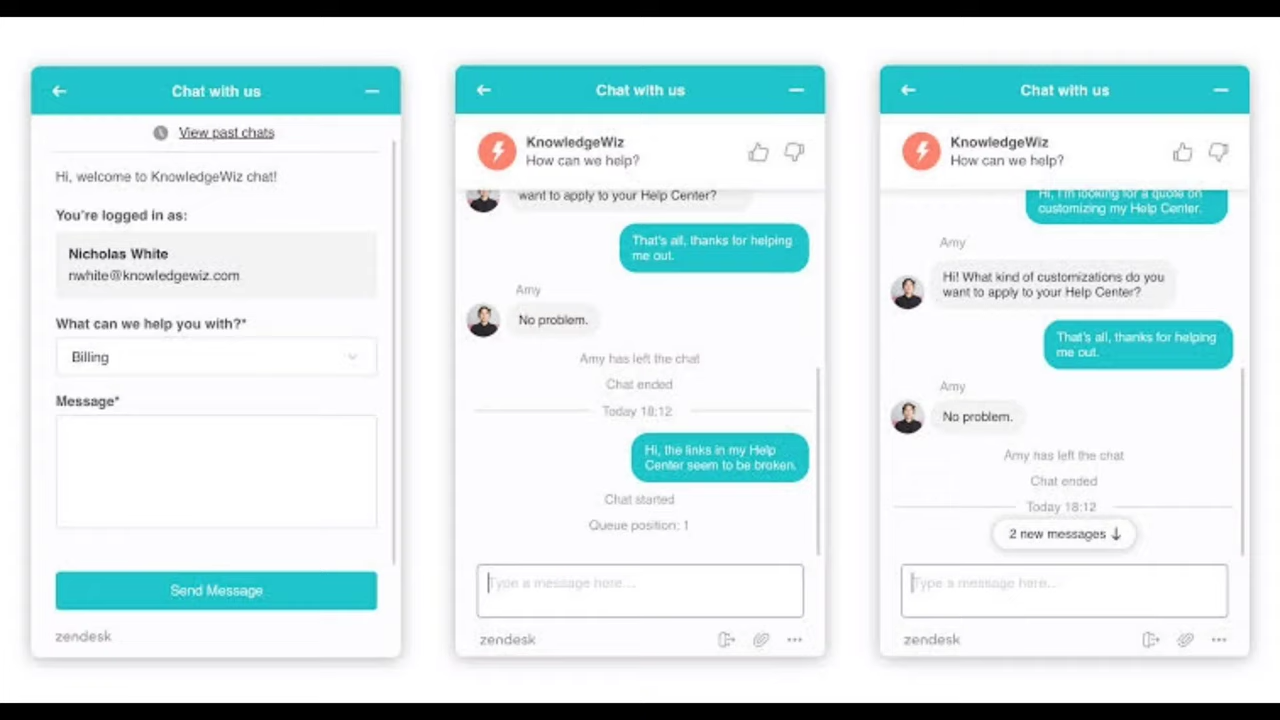 Chat with us
View past chats
Hi, welcome to KnowledgeWiz chat!
You're logged in as:
Nicholas White
nwhite@knowledgewiz.com
What can we help you with?*
Billing
Message*
Send Message
zendesk
Chat with us
KnowledgeWiz
How can we help?
want to apply to your Help Center?
That's all, thanks for helping
me out.
Amy
No problem.
Amy has left the chat
Chat ended
Today 18:12
Hi, the links in my Help
Center seem to be broken.
Chat started
Queue position: 1
Type a message here...
zendesk
Chat with us
KnowledgeWiz
How can we help?
Hi, I'm looking for a quote on
customizing my Help Center.
Amy
Hi! What kind of customizations do you
want to apply to your Help Center?
That's all, thanks for helping
me out.
Amy
No problem.
Amy has left the chat
Chat ended
Today 18:12
2 new messages ↓
Type a message here...
zendesk